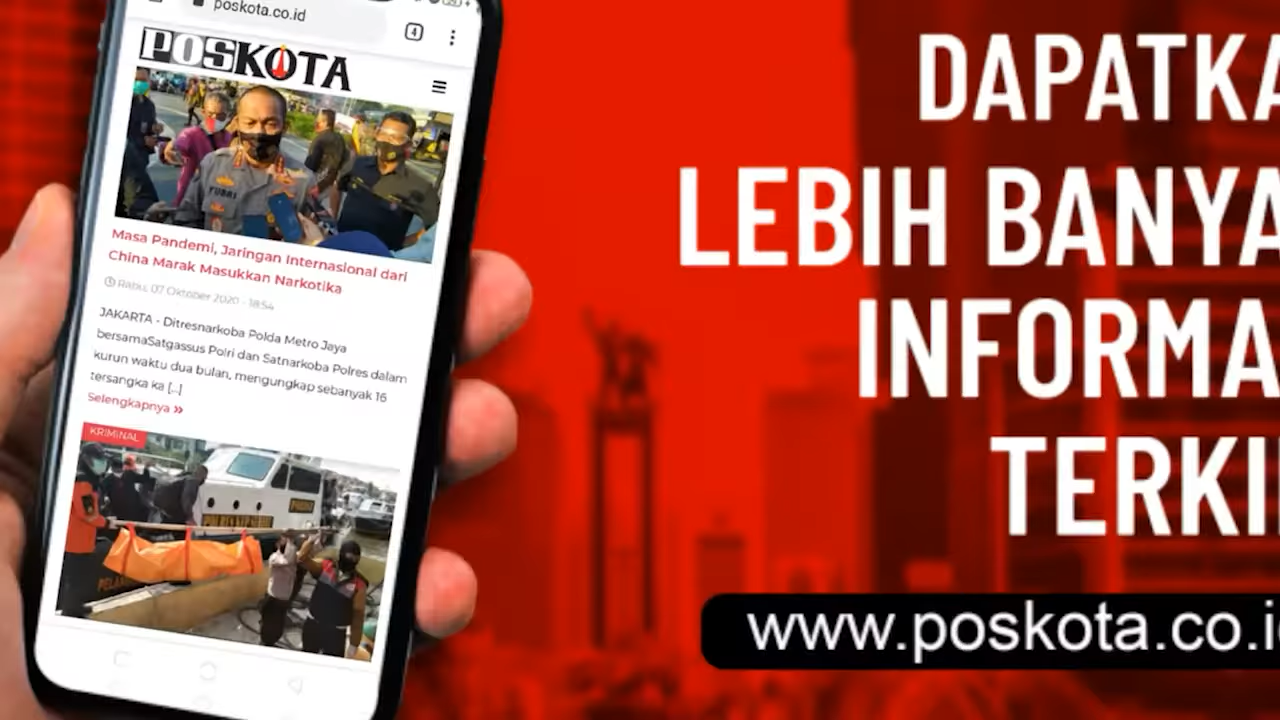 poskota.co.id
4
POSKOTA
Masa Pandemi, Jaringan Internasional dari
China Marak Masukkan Narkotika
Rabu, 07 Oktober 2020 - 18:54
JAKARTA - Ditresnarkoba Polda Metro Jaya
bersamaSatgassus Polri dan Satnarkoba Polres dalam
kurun waktu dua bulan, mengungkap sebanyak 16
tersangka ka [...]
Selengkapnya »
KRIMINAL
DAPATKA
LEBIH BANYA
INFORMA
TERKI
www.poskota.co.id